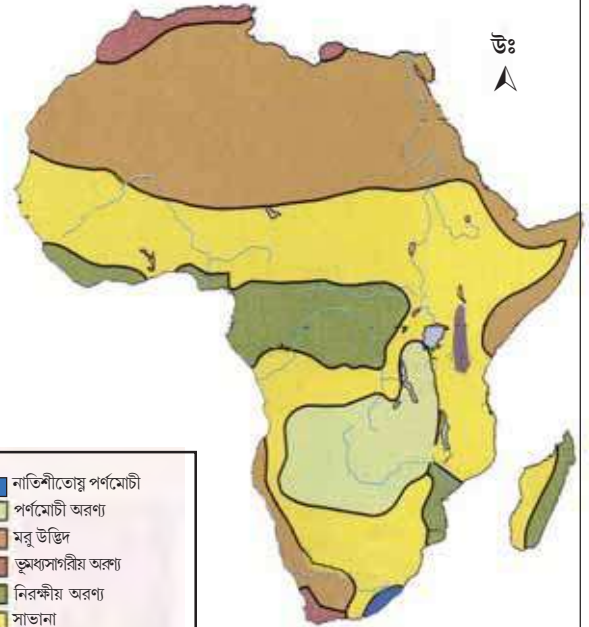 উঃ
নাতিশীতোষ্ণ পর্ণমোচী
পর্ণমোচী অরণ্য
মরু উদ্ভিদ
ভূমধ্যসাগরীয় অরণ্য
নিরক্ষীয় অরণ্য
সাভানা